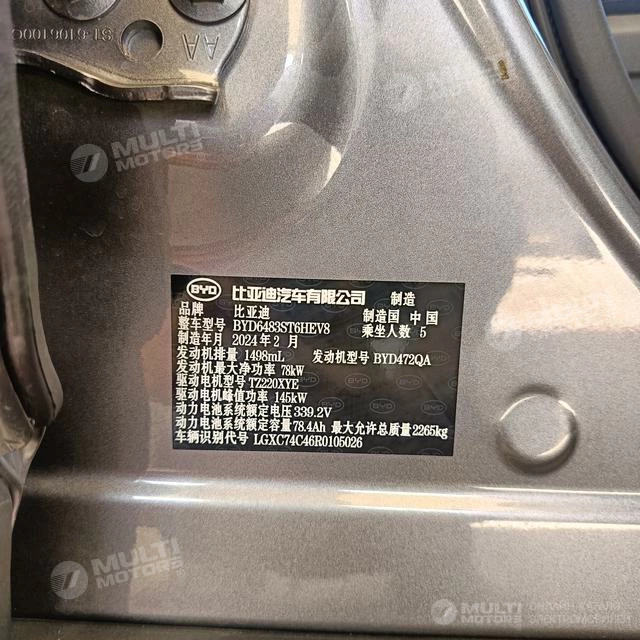 ST-6106100C
AA
MULTI
MOTORS
BYD 比亚迪汽车有限公司 制造
品牌 比亚迪 制造国 中国
整车型号 BYD6483ST6HEV8 乘坐人数 5
制造年月 2024年2月
发动机排量 1498mL 发动机型号 BYD472QA
发动机最大净功率 78kW
驱动电机型号 TZ220XYE
驱动电机峰值功率 145kW
动力电池系统额定电压 339.2V
动力电池系统额定容量 78.4Ah 最大允许总质量 2265kg
车辆识别代号 LGXC74C46R0105026
MULTI
MOTORS
MULTI
MOTORS